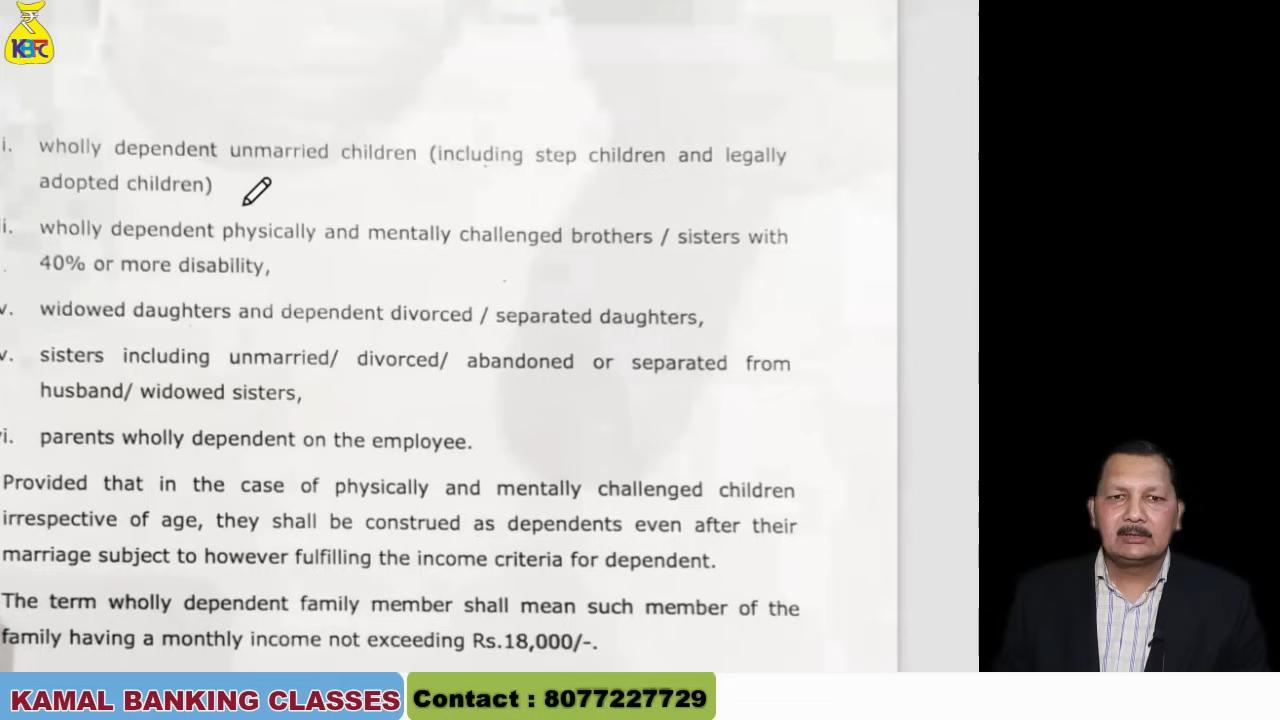 ₹
KBFC
i. wholly dependent unmarried children (including step children and legally
adopted children)
ii. wholly dependent physically and mentally challenged brothers / sisters with
40% or more disability,
v. widowed daughters and dependent divorced / separated daughters,
v. sisters including unmarried/ divorced/ abandoned or separated from
husband/ widowed sisters,
vi. parents wholly dependent on the employee.
Provided that in the case of physically and mentally challenged children
irrespective of age, they shall be construed as dependents even after their
marriage subject to however fulfilling the income criteria for dependent.
The term wholly dependent family member shall mean such member of the
family having a monthly income not exceeding Rs.18,000/-.
KAMAL BANKING CLASSES
Contact : 8077227729